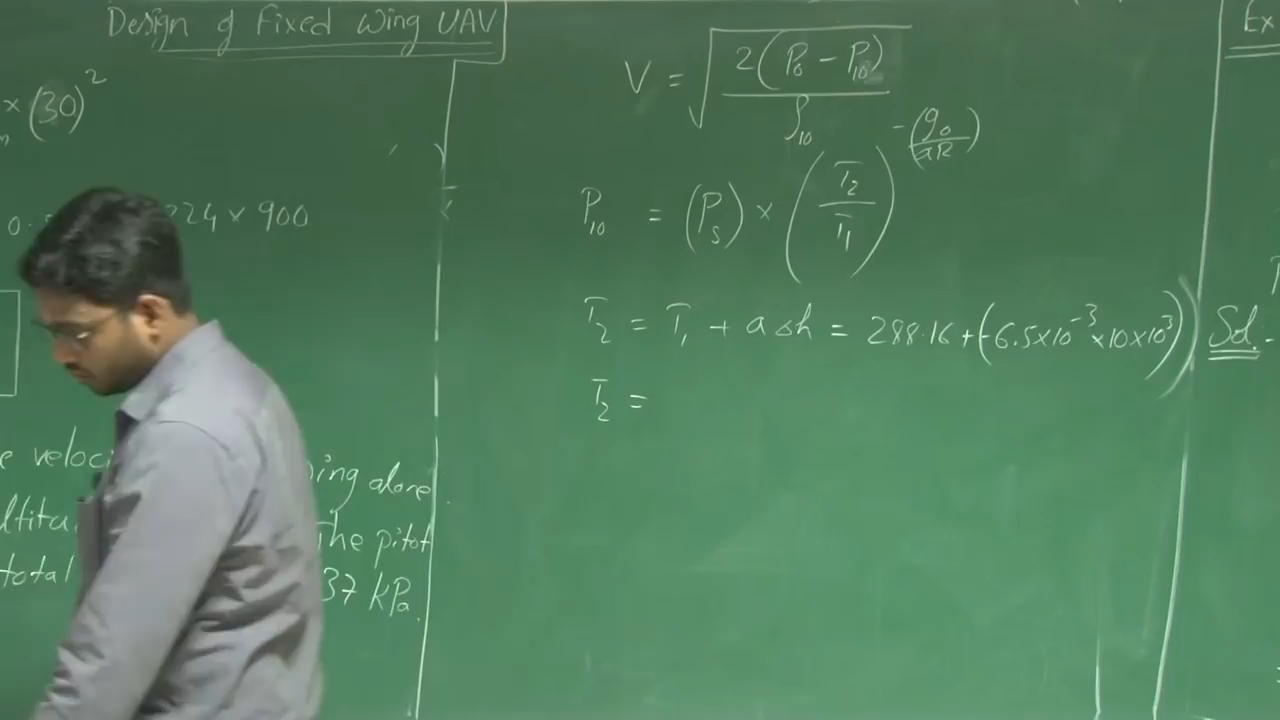 Design of Fixed Wing UAV
× (30)²
224 × 900
veloci ing alone
altitu The pitot
total 37 kPa.
V = √(2(P₀ − P₁₀) / ρ₁₀)
P₁₀ = (Pₛ) × (T₂/T₁)^−(g₀/aR)
T₂ = T₁ + aΔh = 288.16 + (−6.5×10⁻³ × 10×10³)
T₂ =
Ex
Sol.-